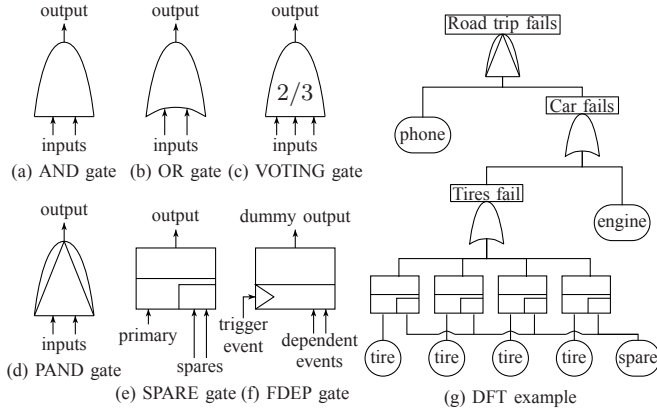 output
output
output
2/3
inputs
inputs
inputs
(a) AND gate
(b) OR gate
(c) VOTING gate
output
output
dummy output
inputs
primary
spares
trigger
event
dependent
events
(d) PAND gate
(e) SPARE gate
(f) FDEP gate
Road trip fails
phone
Car fails
Tires fail
engine
tire
tire
tire
tire
spare
(g) DFT example